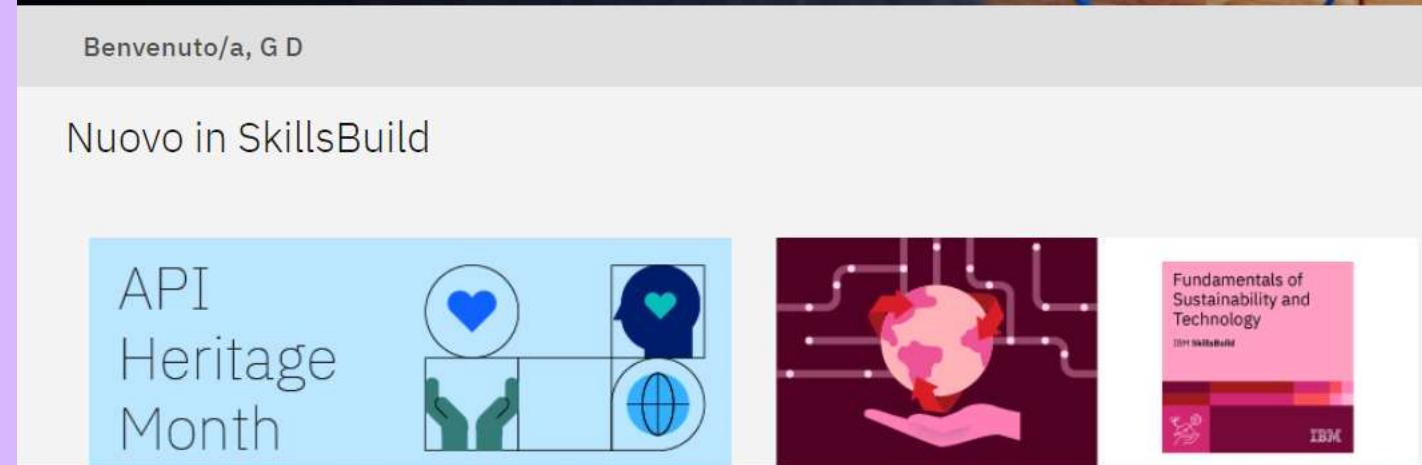 Benvenuto/a, G D
Nuovo in SkillsBuild
API
Heritage
Month
Fundamentals of
Sustainability and
Technology
IBM SkillsBuild
IBM